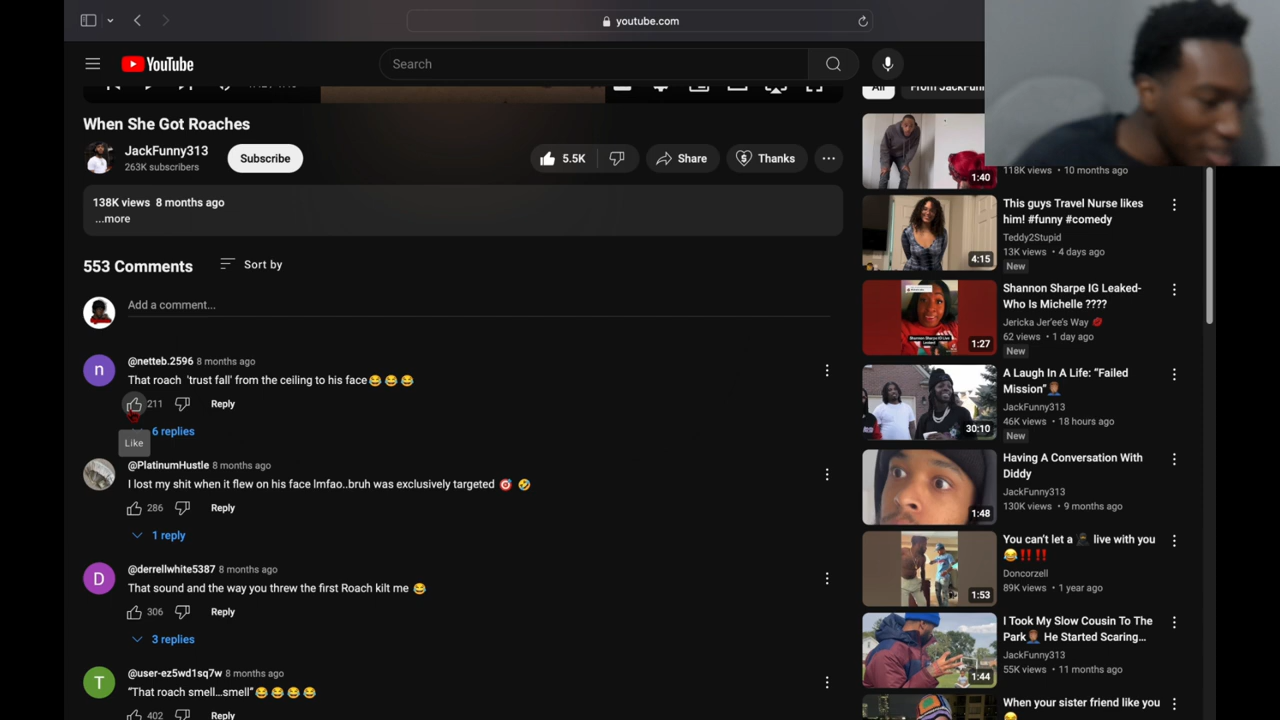 youtube.com
YouTube
Search
When She Got Roaches
JackFunny313
263K subscribers
Subscribe
5.5K
Share
Thanks
138K views 8 months ago
...more
553 Comments
Sort by
Add a comment...
@netteb.2596 8 months ago
That roach 'trust fall' from the ceiling to his face😂 😂 😂
211
Reply
Like
6 replies
@PlatinumHustle 8 months ago
I lost my shit when it flew on his face lmfao..bruh was exclusively targeted 🎯 🤣
286
Reply
1 reply
@derrellwhite5387 8 months ago
That sound and the way you threw the first Roach kilt me 😂
306
Reply
3 replies
@user-ez5wd1sq7w 8 months ago
"That roach smell...smell"😂 😂 😂 😂
402
Reply
All
From JackFunny313
1:40
118K views • 10 months ago
This guys Travel Nurse likes
him! #funny #comedy
Teddy2Stupid
13K views • 4 days ago
New
4:15
Shannon Sharpe IG Leaked-
Who Is Michelle ????
Jericka Jer'ee's Way 💋
62 views • 1 day ago
New
1:27
A Laugh In A Life: “Failed
Mission”🤦🏾‍♂️
JackFunny313
46K views • 18 hours ago
New
30:10
Having A Conversation With
Diddy
JackFunny313
130K views • 9 months ago
1:48
You can’t let a 🥷🏿 live with you
😂‼️‼️
Doncorzell
89K views • 1 year ago
1:53
I Took My Slow Cousin To The
Park🤦🏾‍♂️ He Started Scaring...
JackFunny313
55K views • 11 months ago
1:44
When your sister friend like you